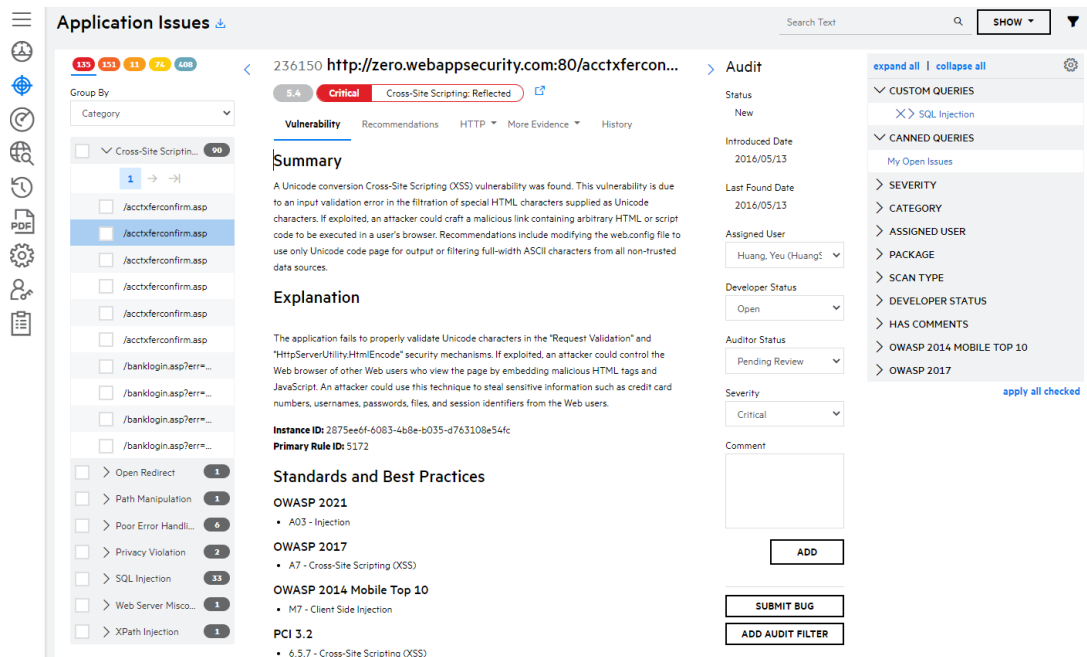 Application Issues
Search Text
SHOW
135 151 11 74 408
Group By
Category
Cross-Site Scriptin... 90
1
/acctxferconfirm.asp
/acctxferconfirm.asp
/acctxferconfirm.asp
/acctxferconfirm.asp
/acctxferconfirm.asp
/acctxferconfirm.asp
/banklogin.asp?err=...
/banklogin.asp?err=...
/banklogin.asp?err=...
/banklogin.asp?err=...
Open Redirect 1
Path Manipulation 1
Poor Error Handli... 6
Privacy Violation 2
SQL Injection 33
Web Server Misco... 1
XPath Injection 1
PDF
236150 http://zero.webappsecurity.com:80/acctxfercon...
5.4 Critical Cross-Site Scripting: Reflected
Vulnerability Recommendations HTTP More Evidence History
Summary
A Unicode conversion Cross-Site Scripting (XSS) vulnerability was found. This vulnerability is due
to an input validation error in the filtration of special HTML characters supplied as Unicode
characters. If exploited, an attacker could craft a malicious link containing arbitrary HTML or script
code to be executed in a user's browser. Recommendations include modifying the web.config file to
use only Unicode code page for output or filtering full-width ASCII characters from all non-trusted
data sources.
Explanation
The application fails to properly validate Unicode characters in the "Request Validation" and
"HttpServerUtility.HtmlEncode" security mechanisms. If exploited, an attacker could control the
Web browser of other Web users who view the page by embedding malicious HTML tags and
JavaScript. An attacker could use this technique to steal sensitive information such as credit card
numbers, usernames, passwords, files, and session identifiers from the Web users.
Instance ID: 2875ee6f-6083-4b8e-b035-d763108e54fc
Primary Rule ID: 5172
Standards and Best Practices
OWASP 2021
• A03 - Injection
OWASP 2017
• A7 - Cross-Site Scripting (XSS)
OWASP 2014 Mobile Top 10
• M7 - Client Side Injection
PCI 3.2
• 6.5.7 - Cross-Site Scripting (XSS)
Audit
Status
New
Introduced Date
2016/05/13
Last Found Date
2016/05/13
Assigned User
Huang, Yeu (HuangS
Developer Status
Open
Auditor Status
Pending Review
Severity
Critical
Comment
ADD
SUBMIT BUG
ADD AUDIT FILTER
expand all | collapse all
CUSTOM QUERIES
SQL Injection
CANNED QUERIES
My Open Issues
SEVERITY
CATEGORY
ASSIGNED USER
PACKAGE
SCAN TYPE
DEVELOPER STATUS
HAS COMMENTS
OWASP 2014 MOBILE TOP 10
OWASP 2017
apply all checked